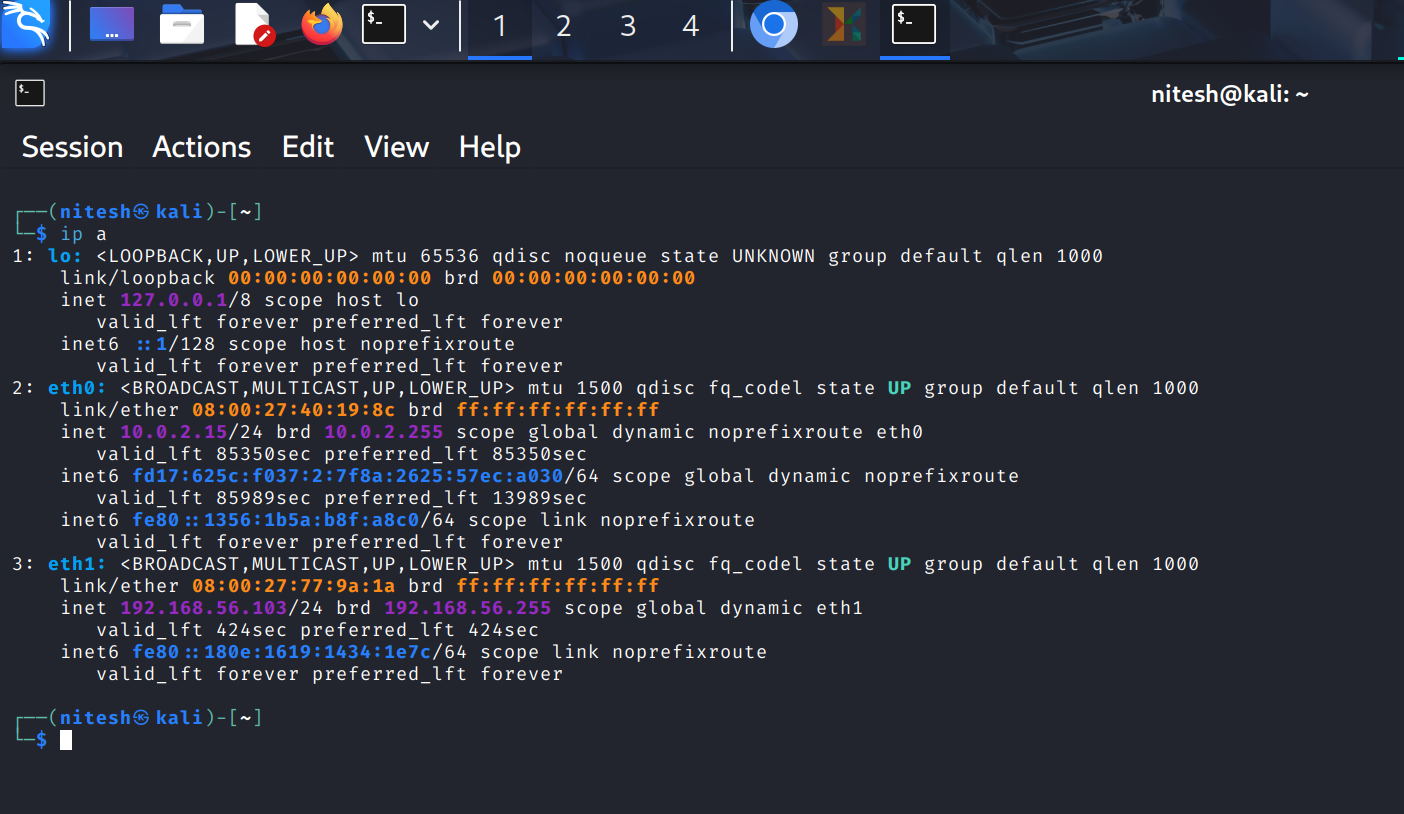 1 2 3 4
nitesh@kali: ~
Session Actions Edit View Help
┌──(nitesh㉿kali)-[~]
└─$ ip a
1: lo: <LOOPBACK,UP,LOWER_UP> mtu 65536 qdisc noqueue state UNKNOWN group default qlen 1000
    link/loopback 00:00:00:00:00:00 brd 00:00:00:00:00:00
    inet 127.0.0.1/8 scope host lo
       valid_lft forever preferred_lft forever
    inet6 ::1/128 scope host noprefixroute
       valid_lft forever preferred_lft forever
2: eth0: <BROADCAST,MULTICAST,UP,LOWER_UP> mtu 1500 qdisc fq_codel state UP group default qlen 1000
    link/ether 08:00:27:40:19:8c brd ff:ff:ff:ff:ff:ff
    inet 10.0.2.15/24 brd 10.0.2.255 scope global dynamic noprefixroute eth0
       valid_lft 85350sec preferred_lft 85350sec
    inet6 fd17:625c:f037:2:7f8a:2625:57ec:a030/64 scope global dynamic noprefixroute
       valid_lft 85989sec preferred_lft 13989sec
    inet6 fe80::1356:1b5a:b8f:a8c0/64 scope link noprefixroute
       valid_lft forever preferred_lft forever
3: eth1: <BROADCAST,MULTICAST,UP,LOWER_UP> mtu 1500 qdisc fq_codel state UP group default qlen 1000
    link/ether 08:00:27:77:9a:1a brd ff:ff:ff:ff:ff:ff
    inet 192.168.56.103/24 brd 192.168.56.255 scope global dynamic eth1
       valid_lft 424sec preferred_lft 424sec
    inet6 fe80::180e:1619:1434:1e7c/64 scope link noprefixroute
       valid_lft forever preferred_lft forever
┌──(nitesh㉿kali)-[~]
└─$